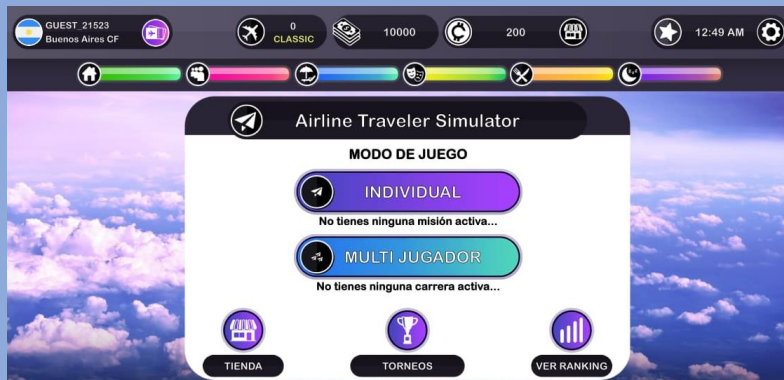 GUEST_21523
Buenos Aires CF
0
CLASSIC
10000
200
12:49 AM
Airline Traveler Simulator
MODO DE JUEGO
INDIVIDUAL
No tienes ninguna misión activa...
MULTI JUGADOR
No tienes ninguna carrera activa...
TIENDA
TORNEOS
VER RANKING